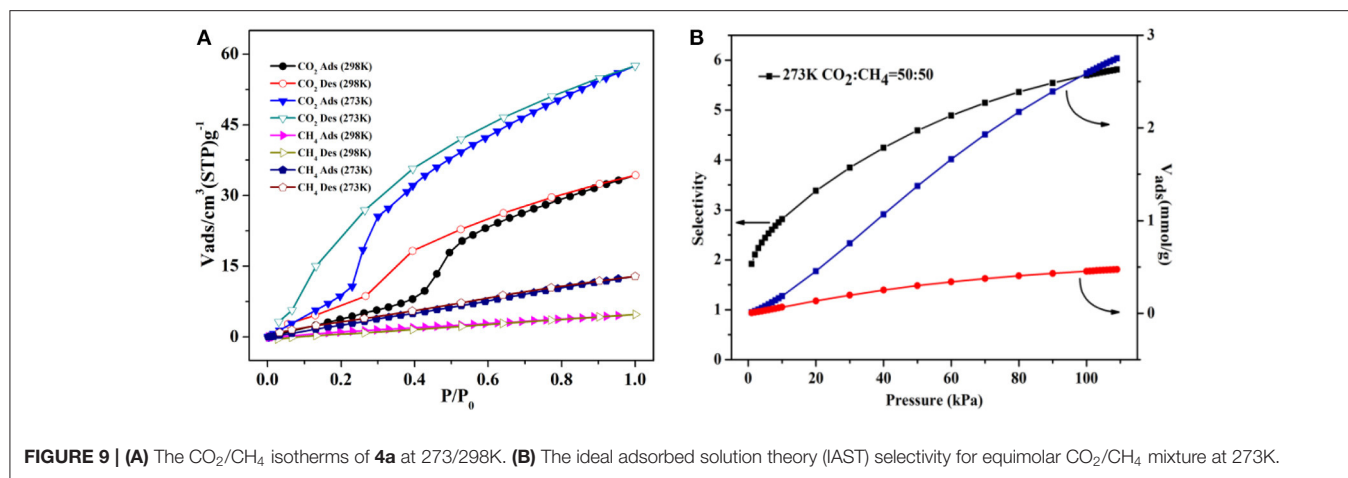 A
60
45
30
15
0
Vads/cm³(STP)g⁻¹
CO₂ Ads (298K)
CO₂ Des (298K)
CO₂ Ads (273K)
CO₂ Des (273K)
CH₄ Ads (298K)
CH₄ Des (298K)
CH₄ Ads (273K)
CH₄ Des (273K)
0.0 0.2 0.4 0.6 0.8 1.0
P/P₀
B
7
6
5
4
3
2
1
0
Selectivity
273K CO₂:CH₄=50:50
3
2
1
0
Vads(mmol/g)
0 20 40 60 80 100
Pressure (kPa)
FIGURE 9 | (A) The CO₂/CH₄ isotherms of 4a at 273/298K. (B) The ideal adsorbed solution theory (IAST) selectivity for equimolar CO₂/CH₄ mixture at 273K.